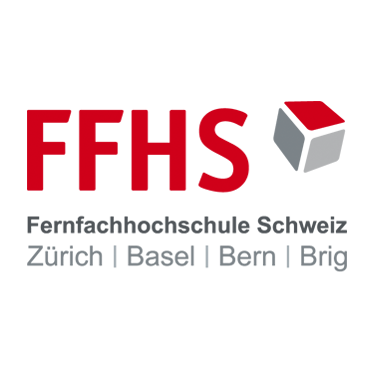 FFHS
Fernfachhochschule Schweiz
Zürich | Basel | Bern | Brig